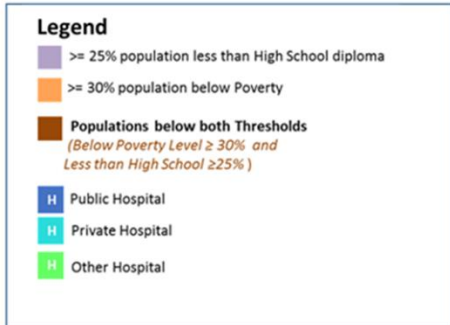 Legend
>= 25% population less than High School diploma
>= 30% population below Poverty
Populations below both Thresholds
(Below Poverty Level ≥ 30% and
Less than High School ≥25% )
H Public Hospital
H Private Hospital
H Other Hospital